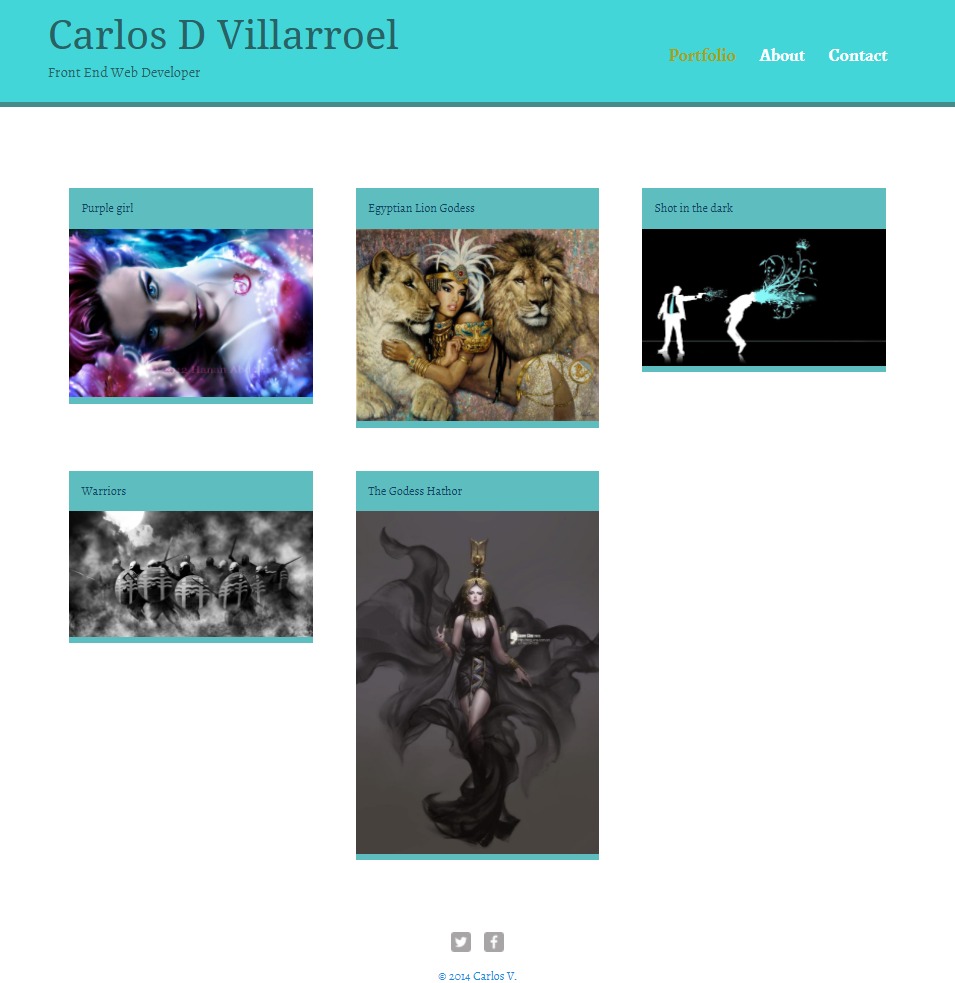 Carlos D Villarroel
Front End Web Developer
Portfolio
About
Contact
Purple girl
Egyptian Lion Godess
Shot in the dark
Warriors
The Godess Hathor
© 2014 Carlos V.